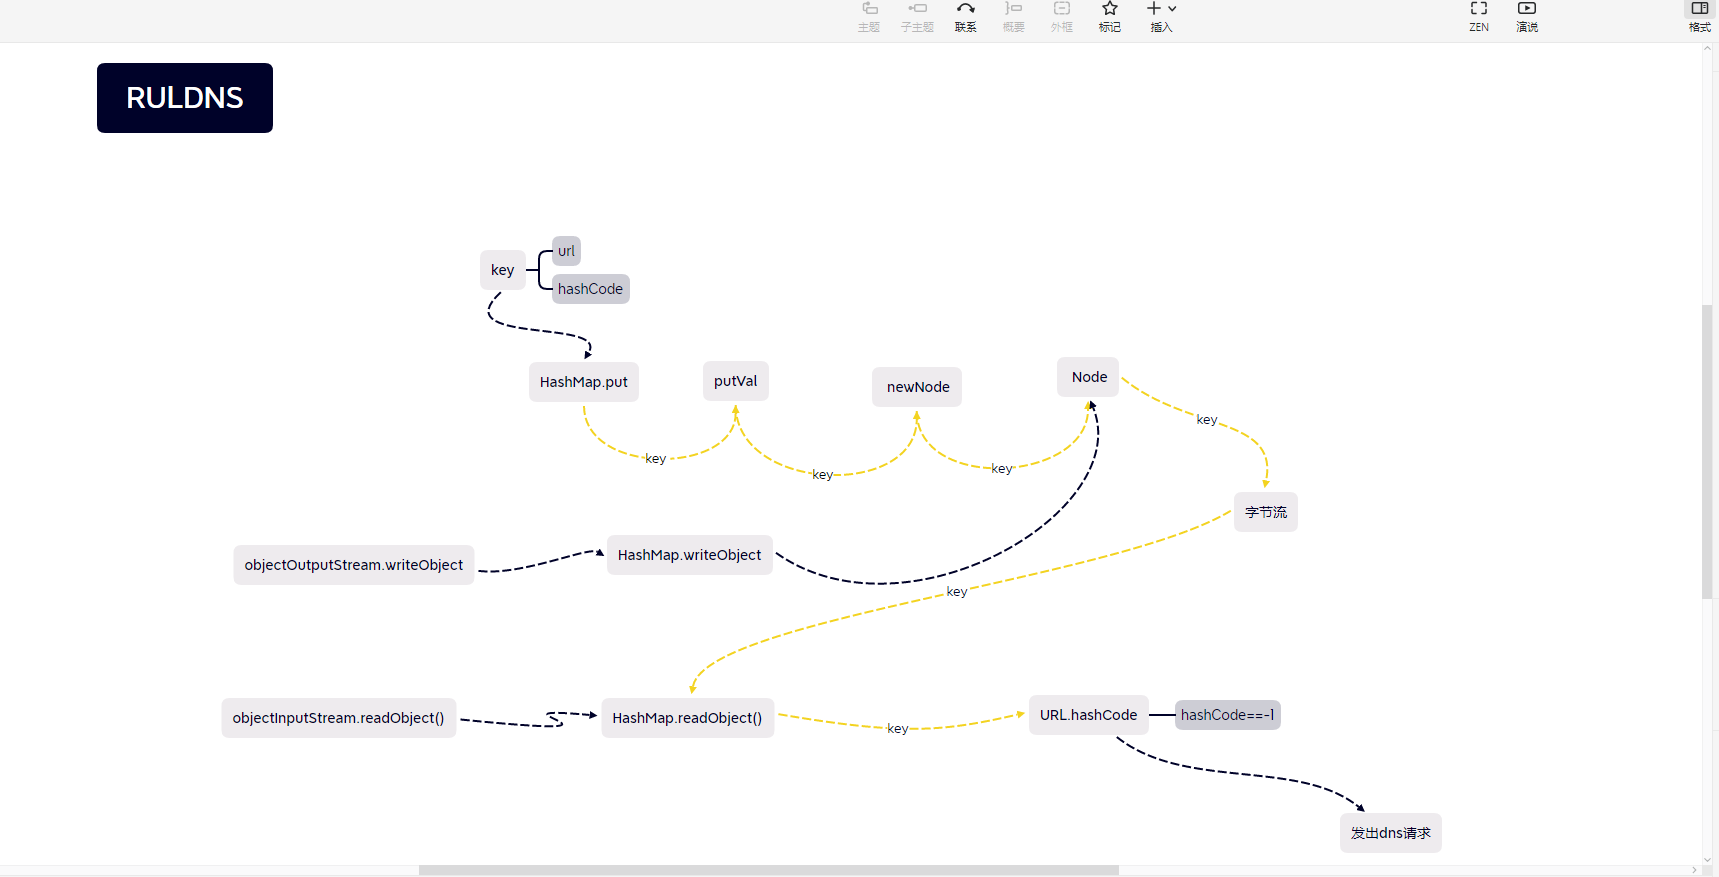 主题
子主题
联系
概要
外框
标记
插入
ZEN
演说
格式
RULDNS
url
key
hashCode
HashMap.put
putVal
newNode
Node
key
key
key
key
字节流
objectOutputStream.writeObject
HashMap.writeObject
key
objectInputStream.readObject()
HashMap.readObject()
key
URL.hashCode
hashCode==-1
发出dns请求